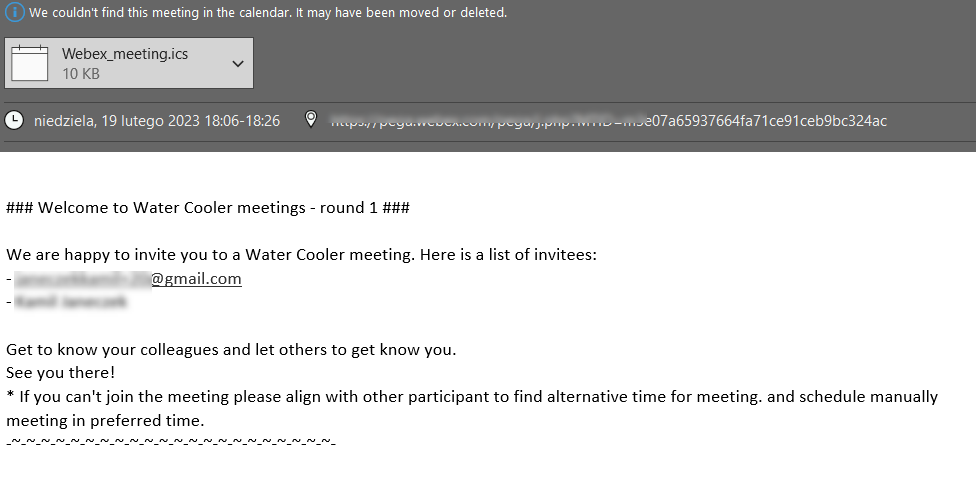 We couldn't find this meeting in the calendar. It may have been moved or deleted.
Webex_meeting.ics
10 KB
niedziela, 19 lutego 2023 18:06-18:26
e07a65937664fa71ce91ceb9bc324ac
### Welcome to Water Cooler meetings - round 1 ###
We are happy to invite you to a Water Cooler meeting. Here is a list of invitees:
- @gmail.com
-
Get to know your colleagues and let others to get know you.
See you there!
* If you can't join the meeting please align with other participant to find alternative time for meeting. and schedule manually
meeting in preferred time.
-~-~-~-~-~-~-~-~-~-~-~-~-~-~-~-~-~-~-~-~-~-~-